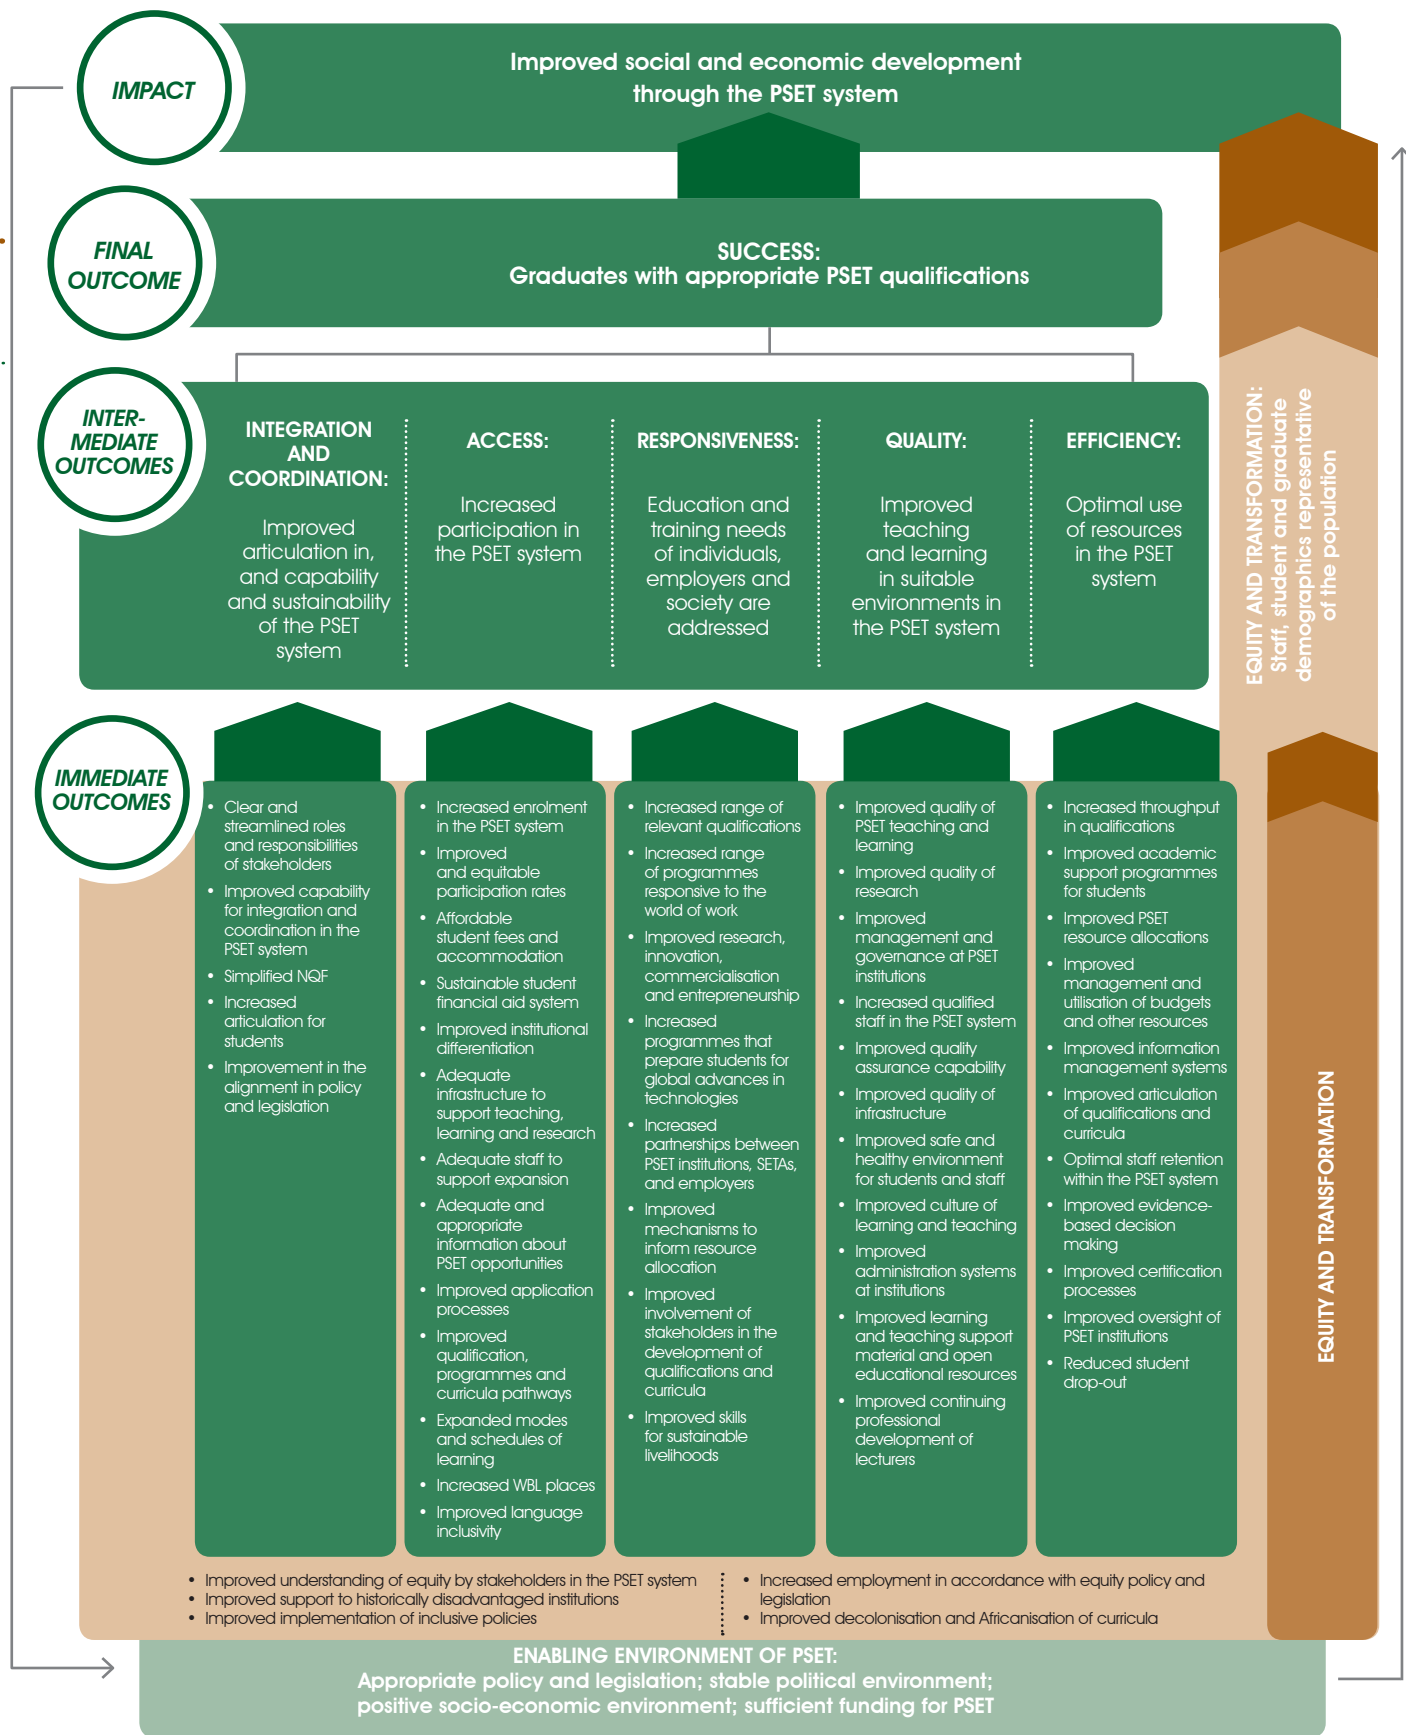 IMPACT
Improved social and economic development
through the PSET system
FINAL
OUTCOME
SUCCESS:
Graduates with appropriate PSET qualifications
INTER-
MEDIATE
OUTCOMES
INTEGRATION
AND
COORDINATION:
Improved
articulation in,
and capability
and sustainability
of the PSET
system
ACCESS:
Increased
participation in
the PSET system
RESPONSIVENESS:
Education and
training needs
of individuals,
employers and
society are
addressed
QUALITY:
Improved
teaching
and learning
in suitable
environments in
the PSET system
EFFICIENCY:
Optimal use
of resources
in the PSET
system
EQUITY AND TRANSFORMATION:
Staff, student and graduate
demographics representative
of the population
IMMEDIATE
OUTCOMES
• Clear and
streamlined roles
and responsibilities
of stakeholders
• Improved capability
for integration and
coordination in the
PSET system
• Simplified NQF
• Increased
articulation for
students
• Improvement in the
alignment in policy
and legislation
• Increased enrolment
in the PSET system
• Improved
and equitable
participation rates
• Affordable
student fees and
accommodation
• Sustainable student
financial aid system
• Improved institutional
differentiation
• Adequate
infrastructure to
support teaching,
learning and research
• Adequate staff to
support expansion
• Adequate and
appropriate
information about
PSET opportunities
• Improved application
processes
• Improved
qualification,
programmes and
curricula pathways
• Expanded modes
and schedules of
learning
• Increased WBL places
• Improved language
inclusivity
• Increased range of
relevant qualifications
• Increased range
of programmes
responsive to the
world of work
• Improved research,
innovation,
commercialisation
and entrepreneurship
• Increased
programmes that
prepare students for
global advances in
technologies
• Increased
partnerships between
PSET institutions, SETAs,
and employers
• Improved
mechanisms to
inform resource
allocation
• Improved
involvement of
stakeholders in the
development of
qualifications and
curricula
• Improved skills
for sustainable
livelihoods
• Improved quality of
PSET teaching and
learning
• Improved quality of
research
• Improved
management and
governance at PSET
institutions
• Increased qualified
staff in the PSET system
• Improved quality
assurance capability
• Improved quality of
infrastructure
• Improved safe and
healthy environment
for students and staff
• Improved culture of
learning and teaching
• Improved
administration systems
at institutions
• Improved learning
and teaching support
material and open
educational resources
• Improved continuing
professional
development of
lecturers
• Increased throughput
in qualifications
• Improved academic
support programmes
for students
• Improved PSET
resource allocations
• Improved
management and
utilisation of budgets
and other resources
• Improved information
management systems
• Improved articulation
of qualifications and
curricula
• Optimal staff retention
within the PSET system
• Improved evidence-
based decision
making
• Improved certification
processes
• Improved oversight of
PSET institutions
• Reduced student
drop-out
EQUITY AND TRANSFORMATION
• Improved understanding of equity by stakeholders in the PSET system
• Improved support to historically disadvantaged institutions
• Improved implementation of inclusive policies
• Increased employment in accordance with equity policy and
legislation
• Improved decolonisation and Africanisation of curricula
ENABLING ENVIRONMENT OF PSET:
Appropriate policy and legislation; stable political environment;
positive socio-economic environment; sufficient funding for PSET